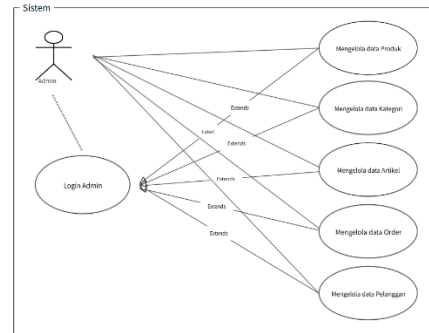 Sistem
Admin
Mengelola data Produk
Extends
Mengelola data Kategori
Label
Extends
Mengelola data Artikel
Login Admin
Extends
Extends
Mengelola data Order
Extends
Mengelola data Pelanggan